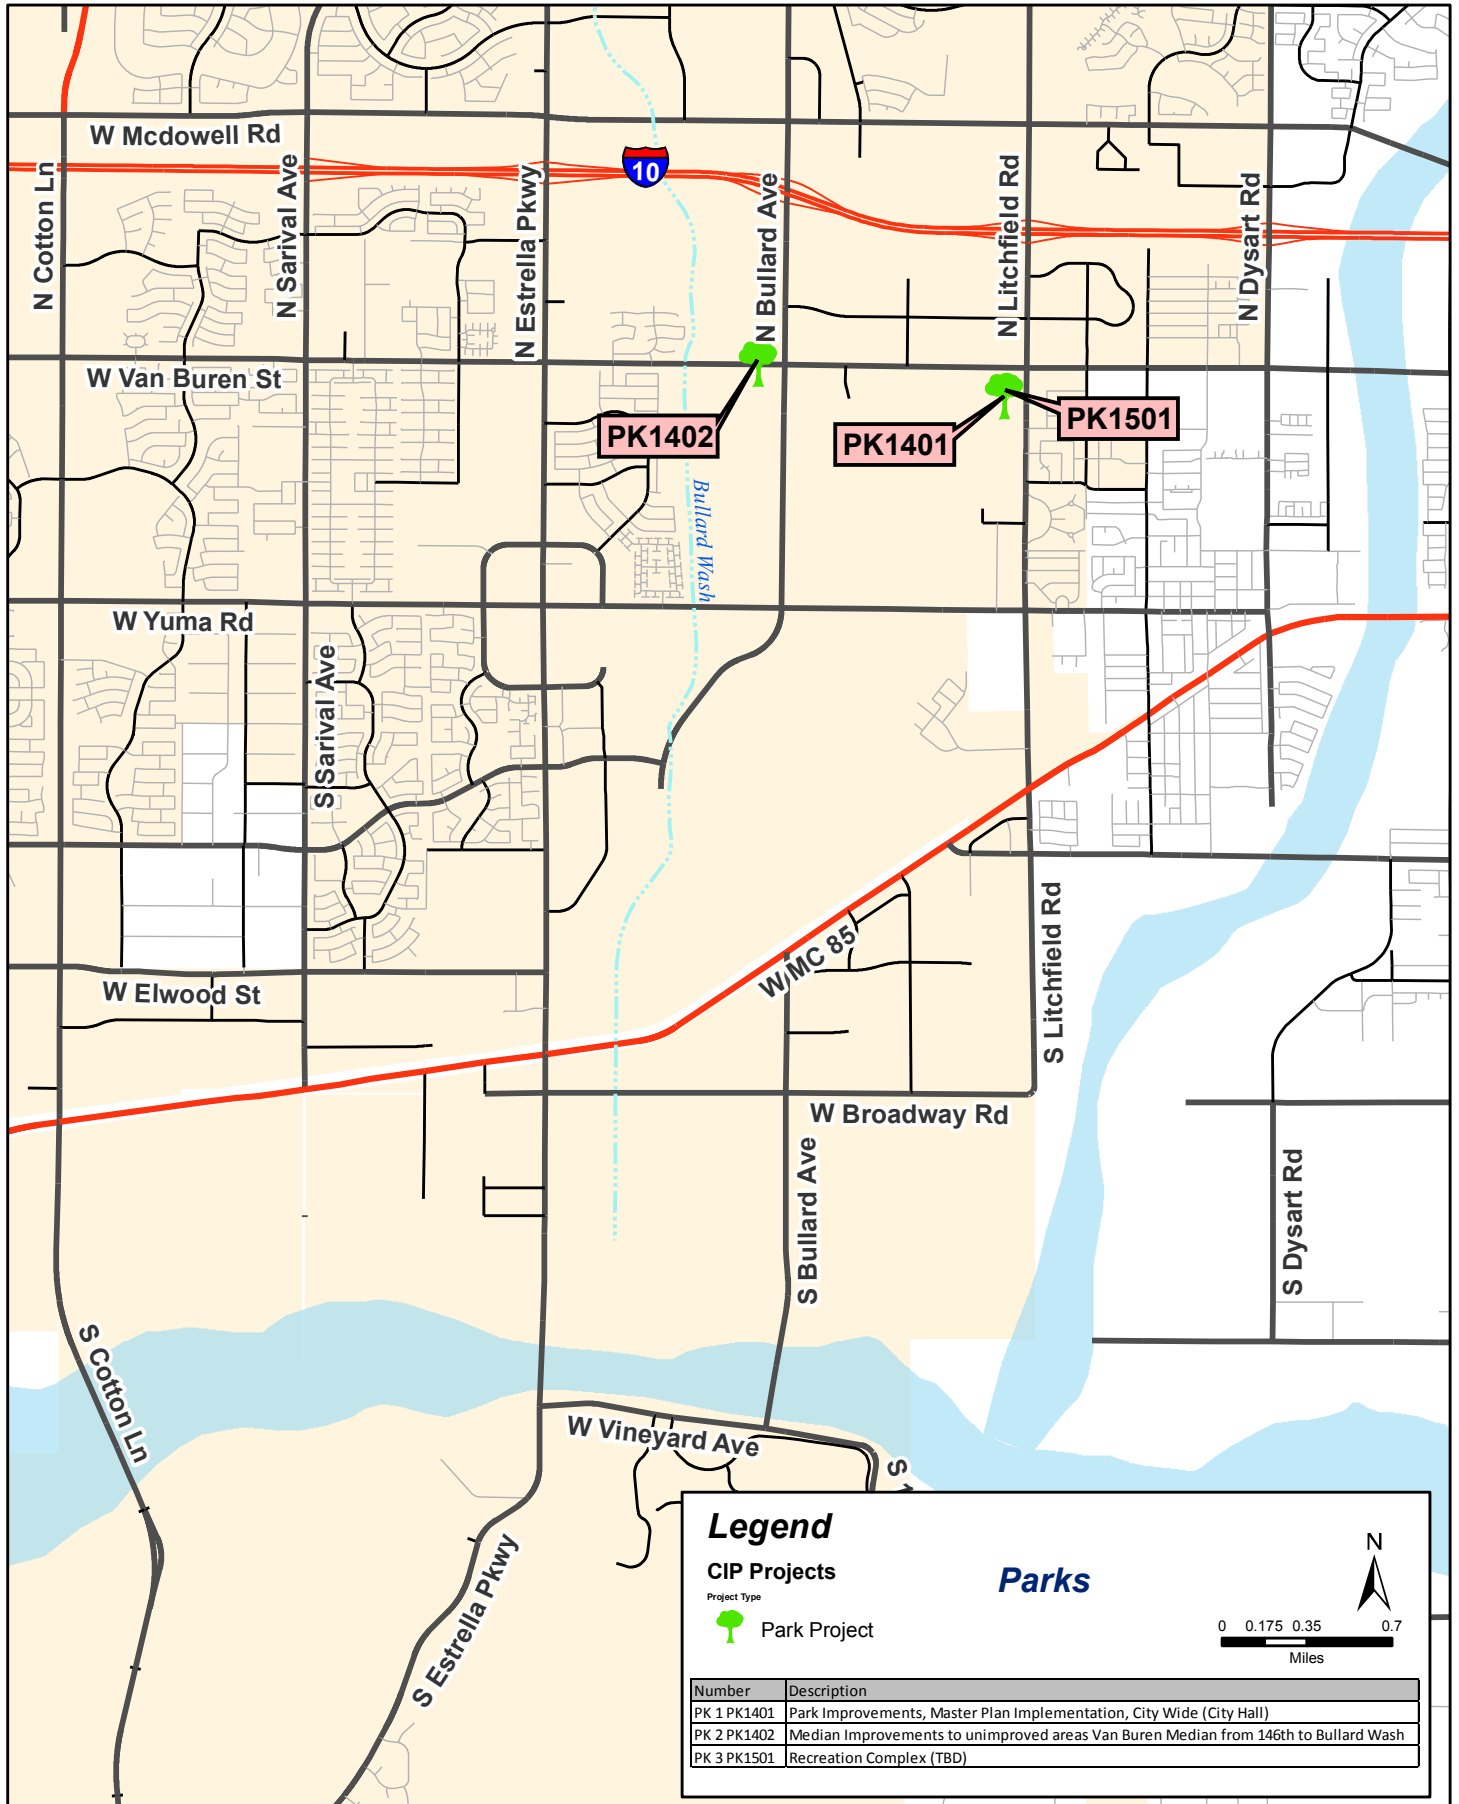 W Mcdowell Rd
10
N Cotton Ln
N Sarival Ave
N Estrella Pkwy
N Bullard Ave
N Litchfield Rd
N Dysart Rd
W Van Buren St
PK1402
PK1401
PK1501
Bullard Wash
W Yuma Rd
S Sarival Ave
W MC 85
W Elwood St
S Litchfield Rd
W Broadway Rd
S Bullard Ave
S Dysart Rd
S Cotton Ln
W Vineyard Ave
S 1
S Estrella Pkwy
Legend
CIP Projects
Parks
N
Project Type
Park Project
0 0.175 0.35 0.7
Miles
Number Description
PK 1 PK1401 Park Improvements, Master Plan Implementation, City Wide (City Hall)
PK 2 PK1402 Median Improvements to unimproved areas Van Buren Median from 146th to Bullard Wash
PK 3 PK1501 Recreation Complex (TBD)